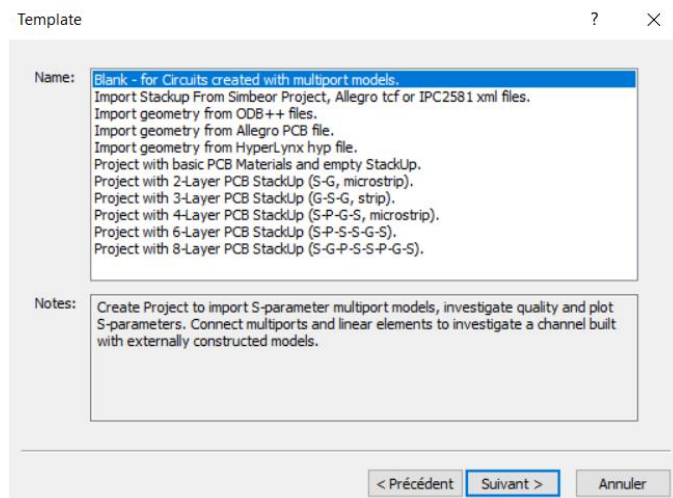 Template
?
Name:
Blank - for Circuits created with multiport models.
Import Stackup From Simbeor Project, Allegro tcf or IPC2581 xml files.
Import geometry from ODB++ files.
Import geometry from Allegro PCB file.
Import geometry from HyperLynx hyp file.
Project with basic PCB Materials and empty StackUp.
Project with 2-Layer PCB StackUp (S-G, microstrip).
Project with 3-Layer PCB StackUp (G-S-G, strip).
Project with 4-Layer PCB StackUp (S-P-G-S, microstrip).
Project with 6-Layer PCB StackUp (S-P-S-S-G-S).
Project with 8-Layer PCB StackUp (S-G-P-S-S-P-G-S).
Notes:
Create Project to import S-parameter multiport models, investigate quality and plot
S-parameters. Connect multiports and linear elements to investigate a channel built
with externally constructed models.
< Précédent
Suivant >
Annuler